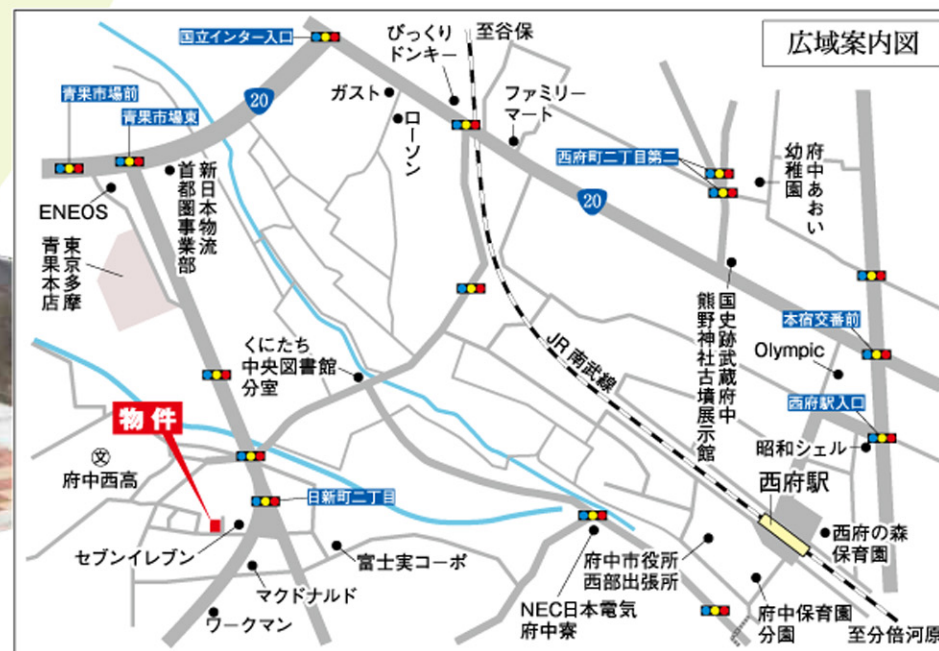 広域案内図
国立インター入口
びっくり
ドンキー
至谷保
ガスト
ローソン
ファミリー
マート
青果市場前
青果市場東
20
ENEOS
新日本物流
首都圏事業部
東京多摩
青果本店
西府町二丁目第二
府中あおい
幼稚園
20
国史跡武蔵府中
熊野神社古墳展示館
本宿交番前
Olympic
西府駅入口
昭和シェル
JR南武線
くにたち
中央図書館
分室
物件
文
府中西高
日新町二丁目
セブンイレブン
マクドナルド
ワークマン
富士実コーポ
NEC日本電気
府中寮
府中市役所
西部出張所
西府駅
西府の森
保育園
府中保育園
分園
至分倍河原